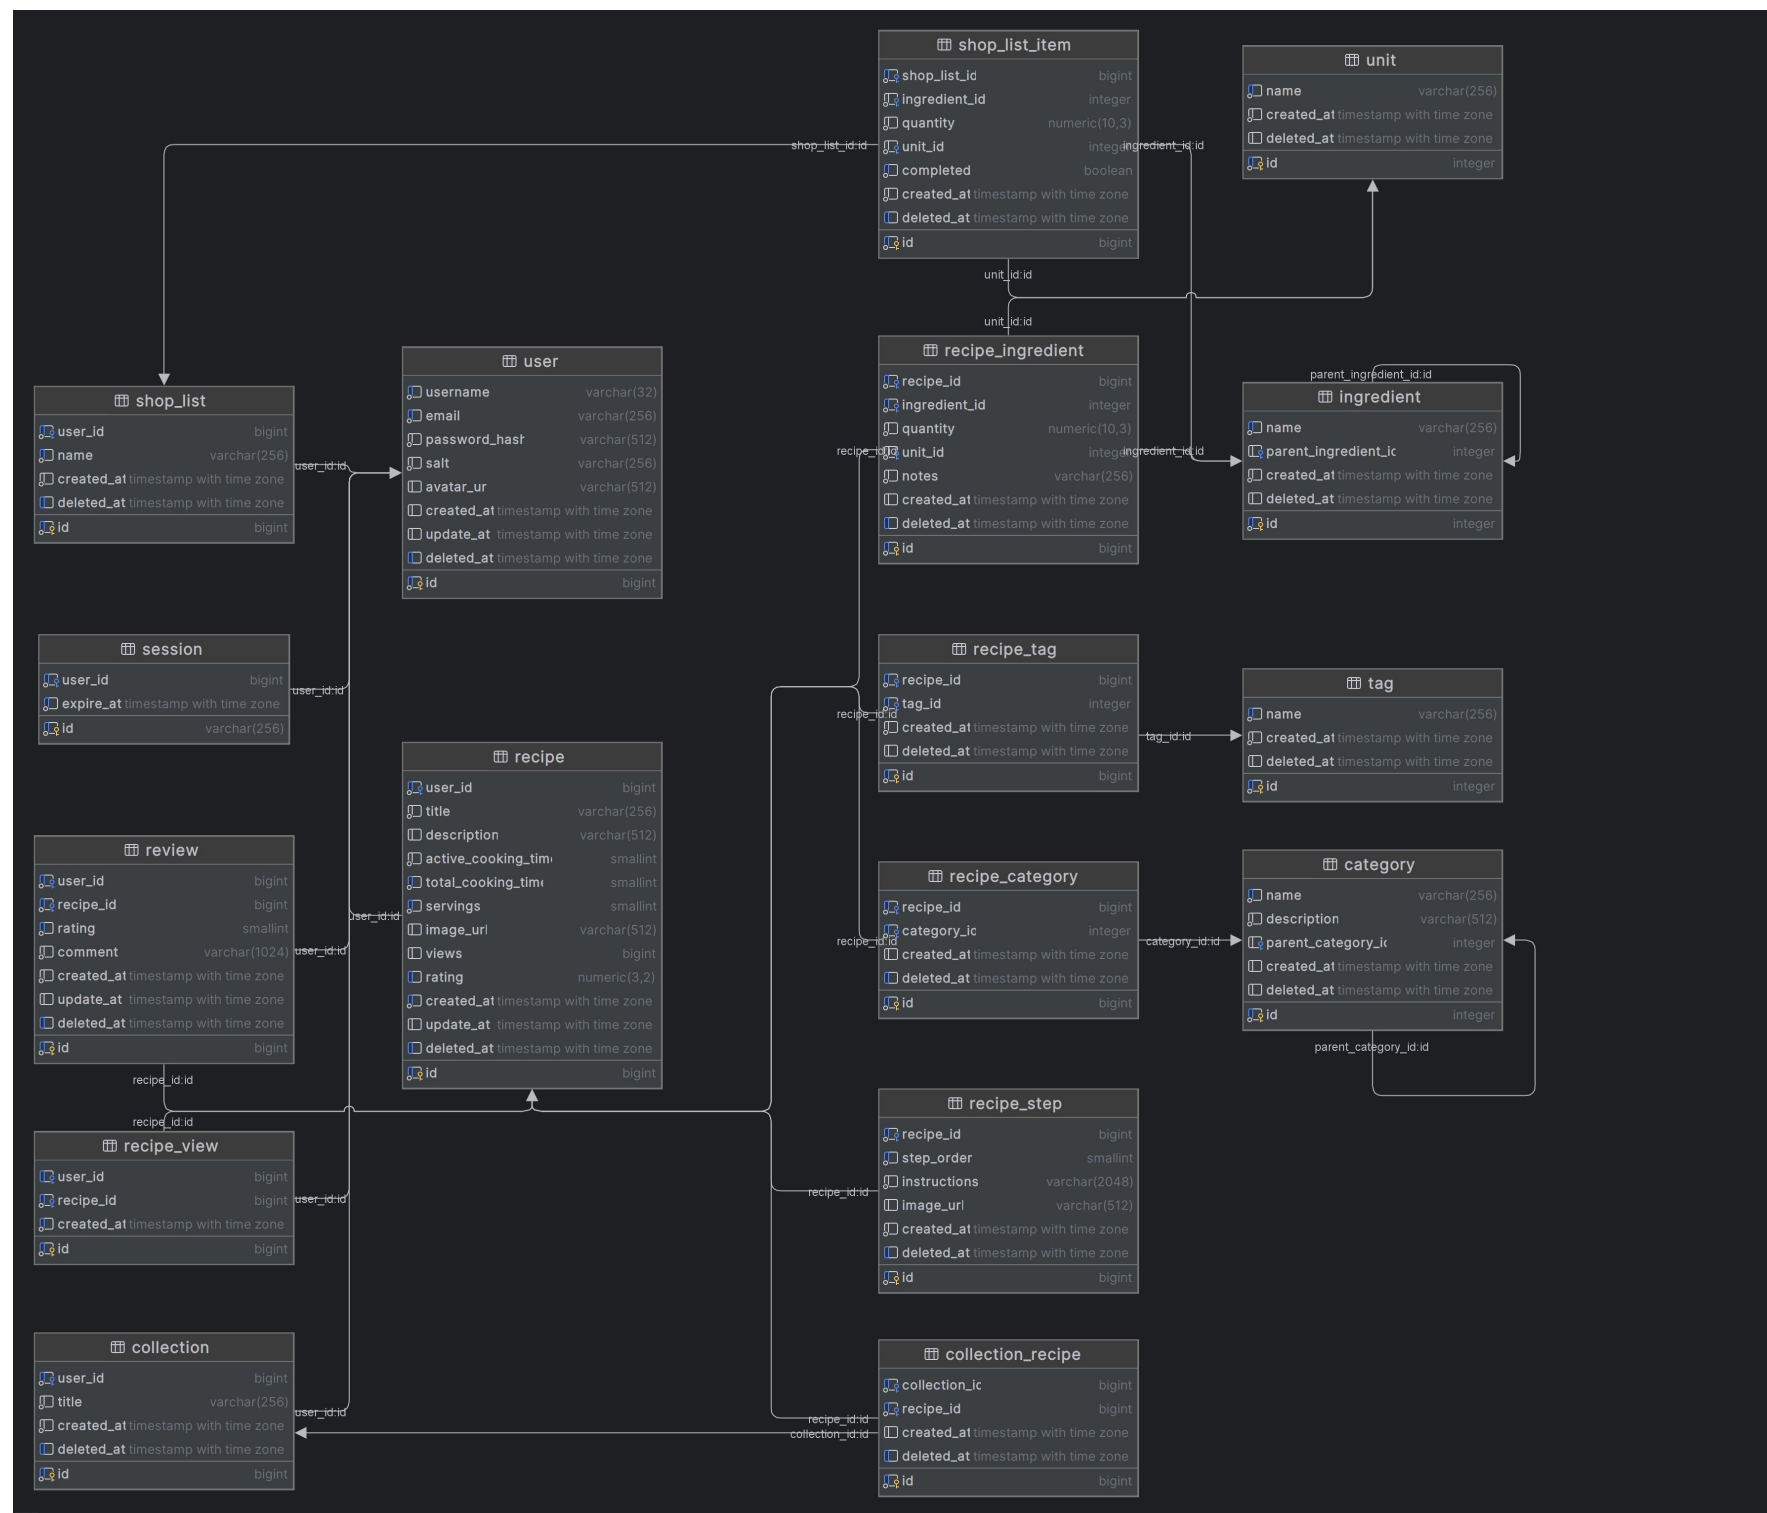 shop_list_item
shop_list_id bigint
ingredient_id integer
quantity numeric(10,3)
unit_id integer
completed boolean
created_at timestamp with time zone
deleted_at timestamp with time zone
id bigint
unit
name varchar(256)
created_at timestamp with time zone
deleted_at timestamp with time zone
id integer
shop_list_id:id
ingredient_id:id
unit_id:id
unit_id:id
user
username varchar(32)
email varchar(256)
password_hash varchar(512)
salt varchar(256)
avatar_ur varchar(512)
created_at timestamp with time zone
update_at timestamp with time zone
deleted_at timestamp with time zone
id bigint
recipe_ingredient
recipe_id bigint
ingredient_id integer
quantity numeric(10,3)
unit_id integer
notes varchar(256)
created_at timestamp with time zone
deleted_at timestamp with time zone
id bigint
recipe_id:id
ingredient_id:id
parent_ingredient_id:id
ingredient
name varchar(256)
parent_ingredient_id integer
created_at timestamp with time zone
deleted_at timestamp with time zone
id integer
shop_list
user_id bigint
name varchar(256)
created_at timestamp with time zone
deleted_at timestamp with time zone
id bigint
user_id:id
session
user_id bigint
expire_at timestamp with time zone
id varchar(256)
user_id:id
recipe_tag
recipe_id bigint
tag_id integer
created_at timestamp with time zone
deleted_at timestamp with time zone
id bigint
recipe_id:id
tag_id:id
tag
name varchar(256)
created_at timestamp with time zone
deleted_at timestamp with time zone
id integer
recipe
user_id bigint
title varchar(256)
description varchar(512)
active_cooking_time smallint
total_cooking_time smallint
servings smallint
image_url varchar(512)
views bigint
rating numeric(3,2)
created_at timestamp with time zone
update_at timestamp with time zone
deleted_at timestamp with time zone
id bigint
user_id:id
review
user_id bigint
recipe_id bigint
rating smallint
comment varchar(1024)
created_at timestamp with time zone
update_at timestamp with time zone
deleted_at timestamp with time zone
id bigint
user_id:id
recipe_id:id
recipe_category
recipe_id bigint
category_id integer
created_at timestamp with time zone
deleted_at timestamp with time zone
id bigint
recipe_id:id
category_id:id
category
name varchar(256)
description varchar(512)
parent_category_id integer
created_at timestamp with time zone
deleted_at timestamp with time zone
id integer
parent_category_id:id
recipe_id:id
recipe_view
user_id bigint
recipe_id bigint
created_at timestamp with time zone
id bigint
user_id:id
recipe_step
recipe_id bigint
step_order smallint
instructions varchar(2048)
image_url varchar(512)
created_at timestamp with time zone
deleted_at timestamp with time zone
id bigint
recipe_id:id
collection
user_id bigint
title varchar(256)
created_at timestamp with time zone
deleted_at timestamp with time zone
id bigint
user_id:id
collection_recipe
collection_id bigint
recipe_id bigint
created_at timestamp with time zone
deleted_at timestamp with time zone
id bigint
recipe_id:id
collection_id:id